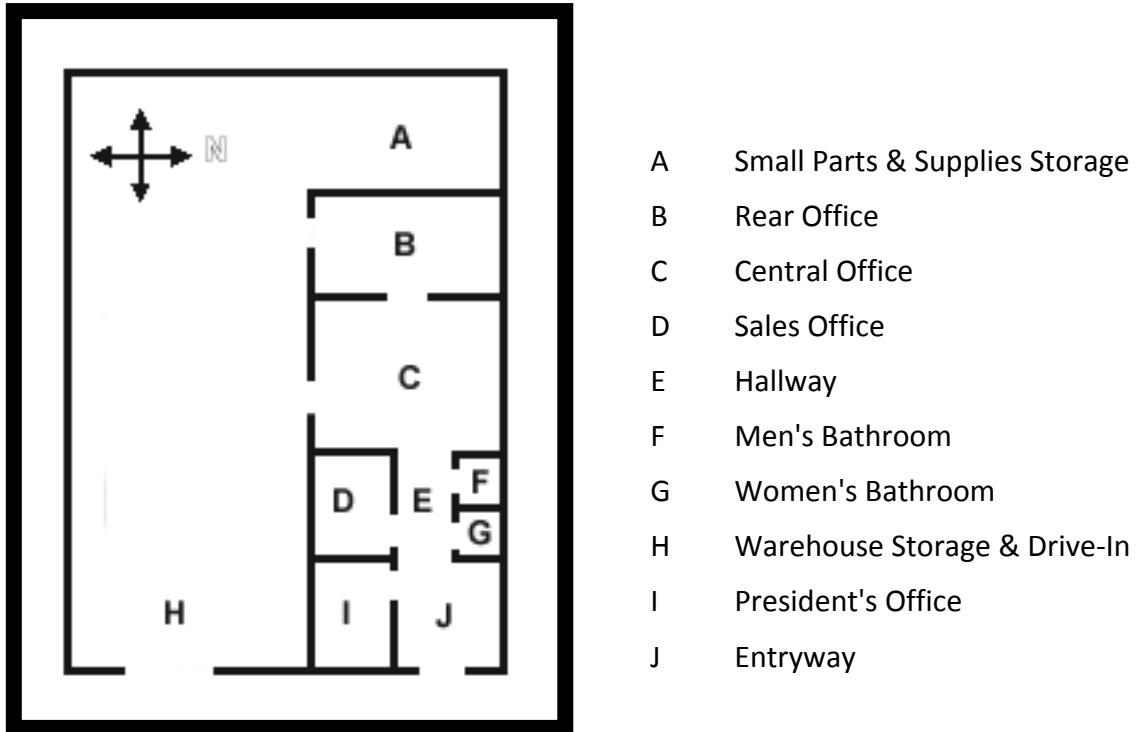 N
A
B
C
D
E
F
G
H
I
J
A Small Parts & Supplies Storage
B Rear Office
C Central Office
D Sales Office
E Hallway
F Men's Bathroom
G Women's Bathroom
H Warehouse Storage & Drive-In
I President's Office
J Entryway